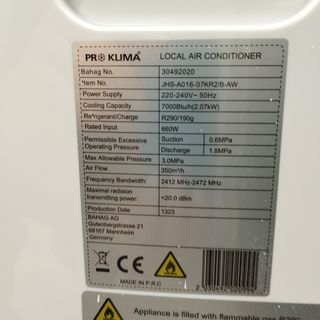 PRO KLIMA LOCAL AIR CONDITIONER
Bahag No. 30492020
Item No. JHS-A016-07KR2/B-AW
Power Supply 220-240V~ 50Hz
Cooling Capacity 7000Btu/h(2.07kW)
Refrigerant/Charge R290/190g
Rated Input 660W
Permissible Excessive Operating Pressure Suction 0.6MPa
Discharge 1.8MPa
Max Allowable Pressure 3.0MPa
Air Flow 350m³/h
Frequency Bandwidth: 2412 MHz-2472 MHz
Maximal radiaion transmitting power: <20.0 dBm
Production Date 1323
BAHAG AG
Gutenbergstrasse 21
68167 Mannheim
Germany
CE
MADE IN P.R.C
Appliance is filled with flammable gas R290